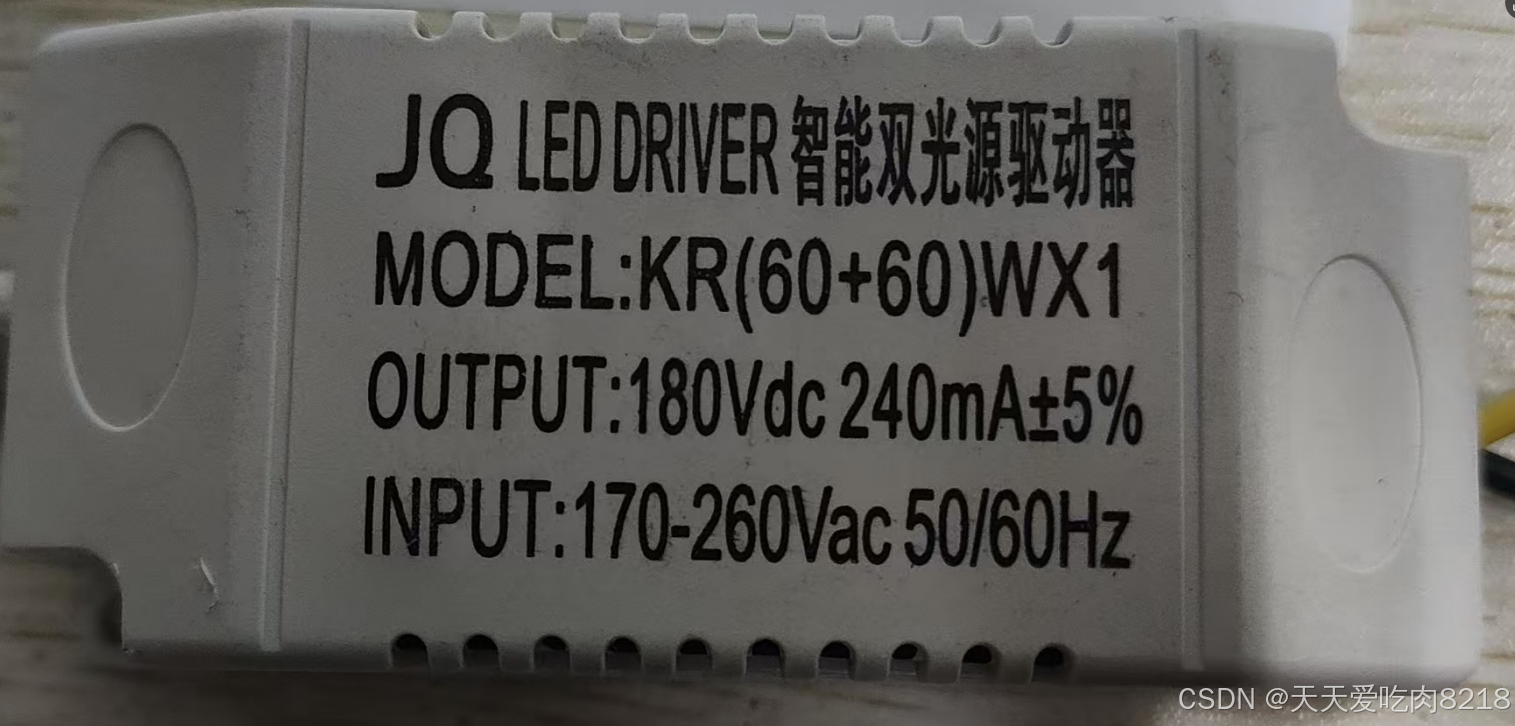 JQ LED DRIVER 智能双光源驱动器
MODEL:KR(60+60)WX1
OUTPUT:180Vdc 240mA±5%
INPUT:170-260Vac 50/60Hz
CSDN @天天爱吃肉8218